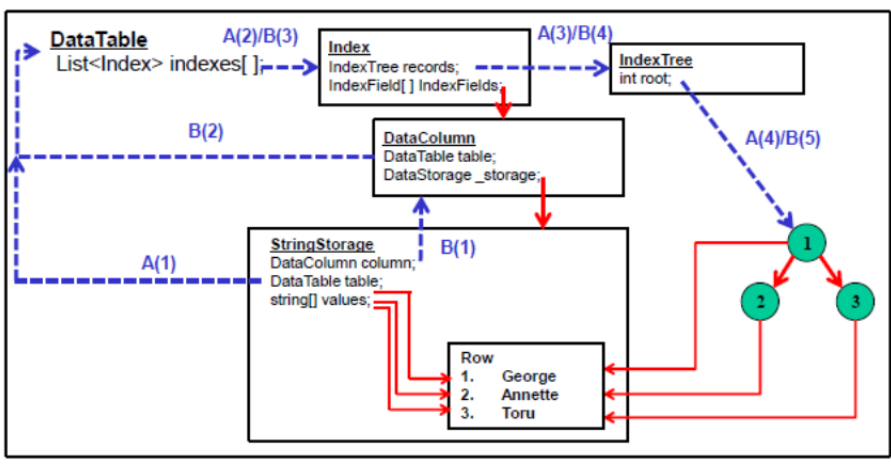 DataTable
List<Index> indexes[ ];
A(2)/B(3)
Index
IndexTree records;
IndexField[ ] IndexFields;
A(3)/B(4)
IndexTree
int root;
B(2)
DataColumn
DataTable table;
DataStorage _storage;
A(4)/B(5)
A(1)
StringStorage
DataColumn column;
DataTable table;
string[] values;
B(1)
1
2
3
Row
1. George
2. Annette
3. Toru